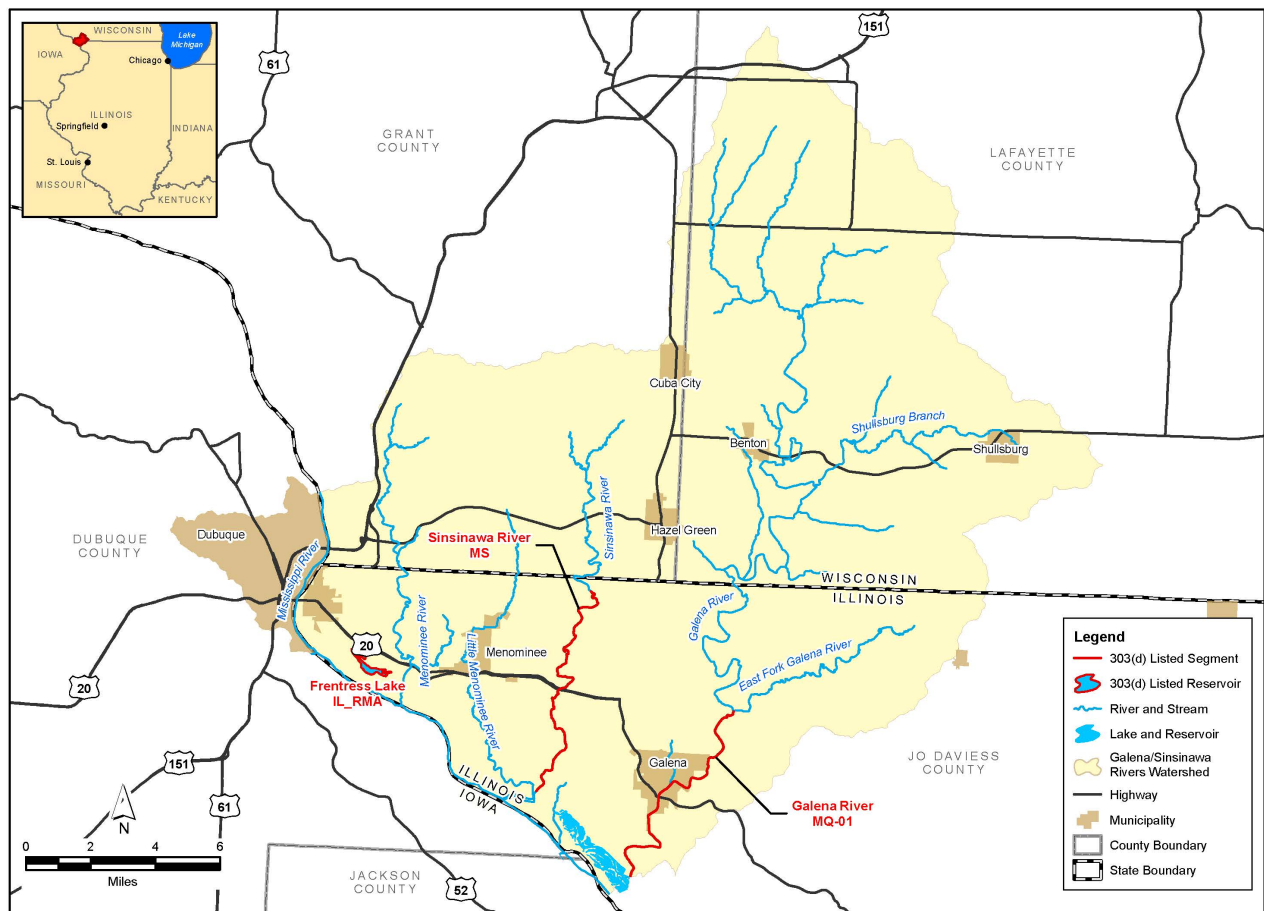 WISCONSIN
Lake
Michigan
IOWA
Chicago
ILLINOIS
Springfield
INDIANA
St. Louis
MISSOURI
KENTUCKY
61
151
GRANT
COUNTY
LAFAYETTE
COUNTY
Cuba City
Benton
Shullsburg Branch
Shullsburg
Dubuque
DUBUQUE
COUNTY
Mississippi River
Sinsinawa River
MS
Sinsinawa River
Hazel Green
WISCONSIN
ILLINOIS
Galena River
East Fork Galena River
20
Menominee River
Little Menominee River
Menominee
Frentress Lake
IL_RMA
20
151
61
52
ILLINOIS
IOWA
Galena
JO DAVIESS
COUNTY
Galena River
MQ-01
JACKSON
COUNTY
N
0 2 4 6
Miles
Legend
303(d) Listed Segment
303(d) Listed Reservoir
River and Stream
Lake and Reservoir
Galena/Sinsinawa
Rivers Watershed
Highway
Municipality
County Boundary
State Boundary